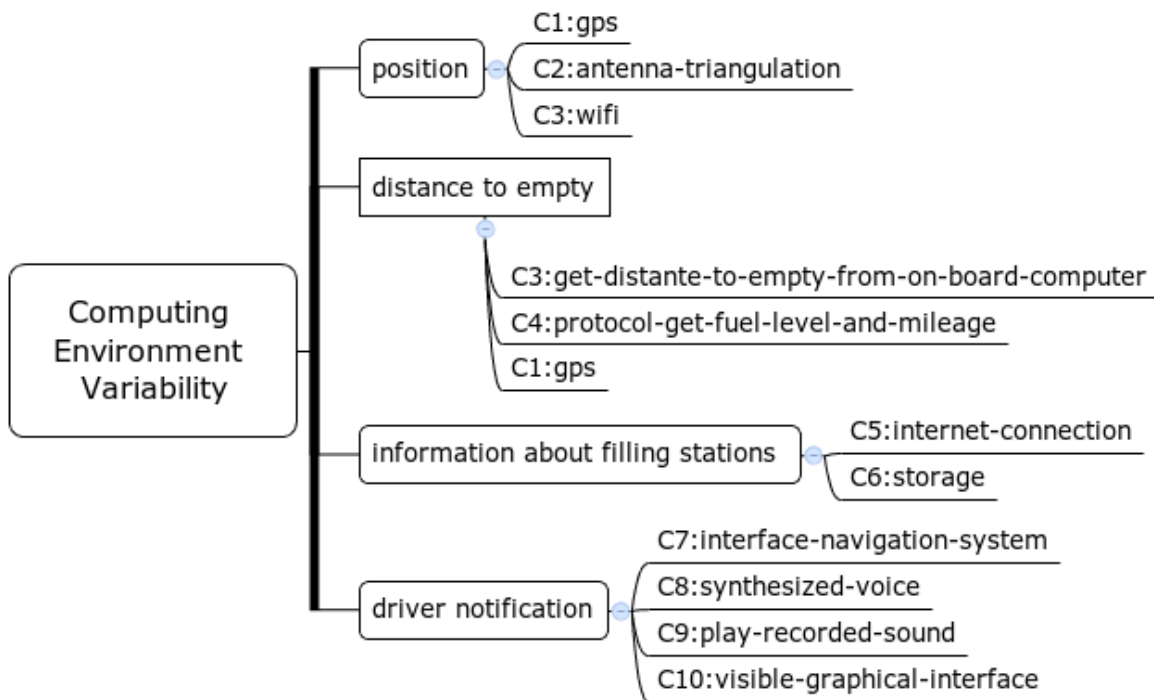 Computing
Environment
Variability
position
C1:gps
C2:antenna-triangulation
C3:wifi
distance to empty
C3:get-distante-to-empty-from-on-board-computer
C4:protocol-get-fuel-level-and-mileage
C1:gps
information about filling stations
C5:internet-connection
C6:storage
driver notification
C7:interface-navigation-system
C8:synthesized-voice
C9:play-recorded-sound
C10:visible-graphical-interface